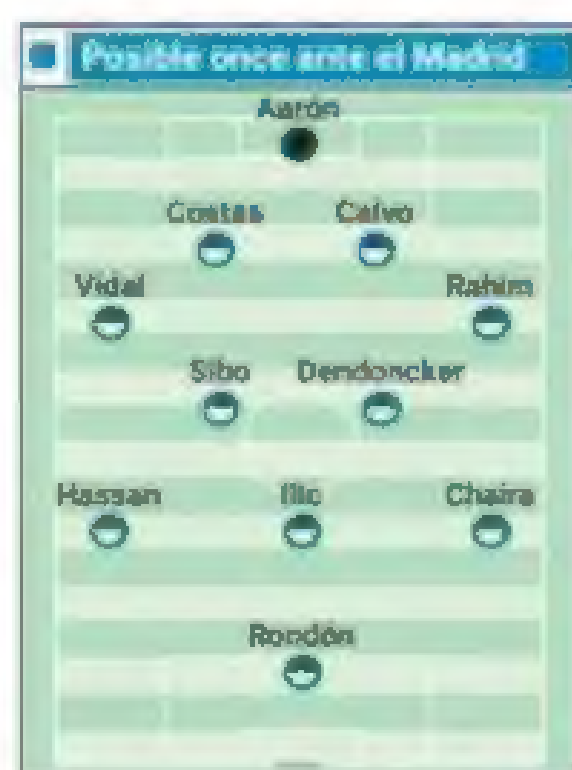 Posible once ante el Madrid
Aarón
Costas Calvo
Vidal Rahim
Sibo Dendoncker
Hassan Ilic Chaira
Rondón